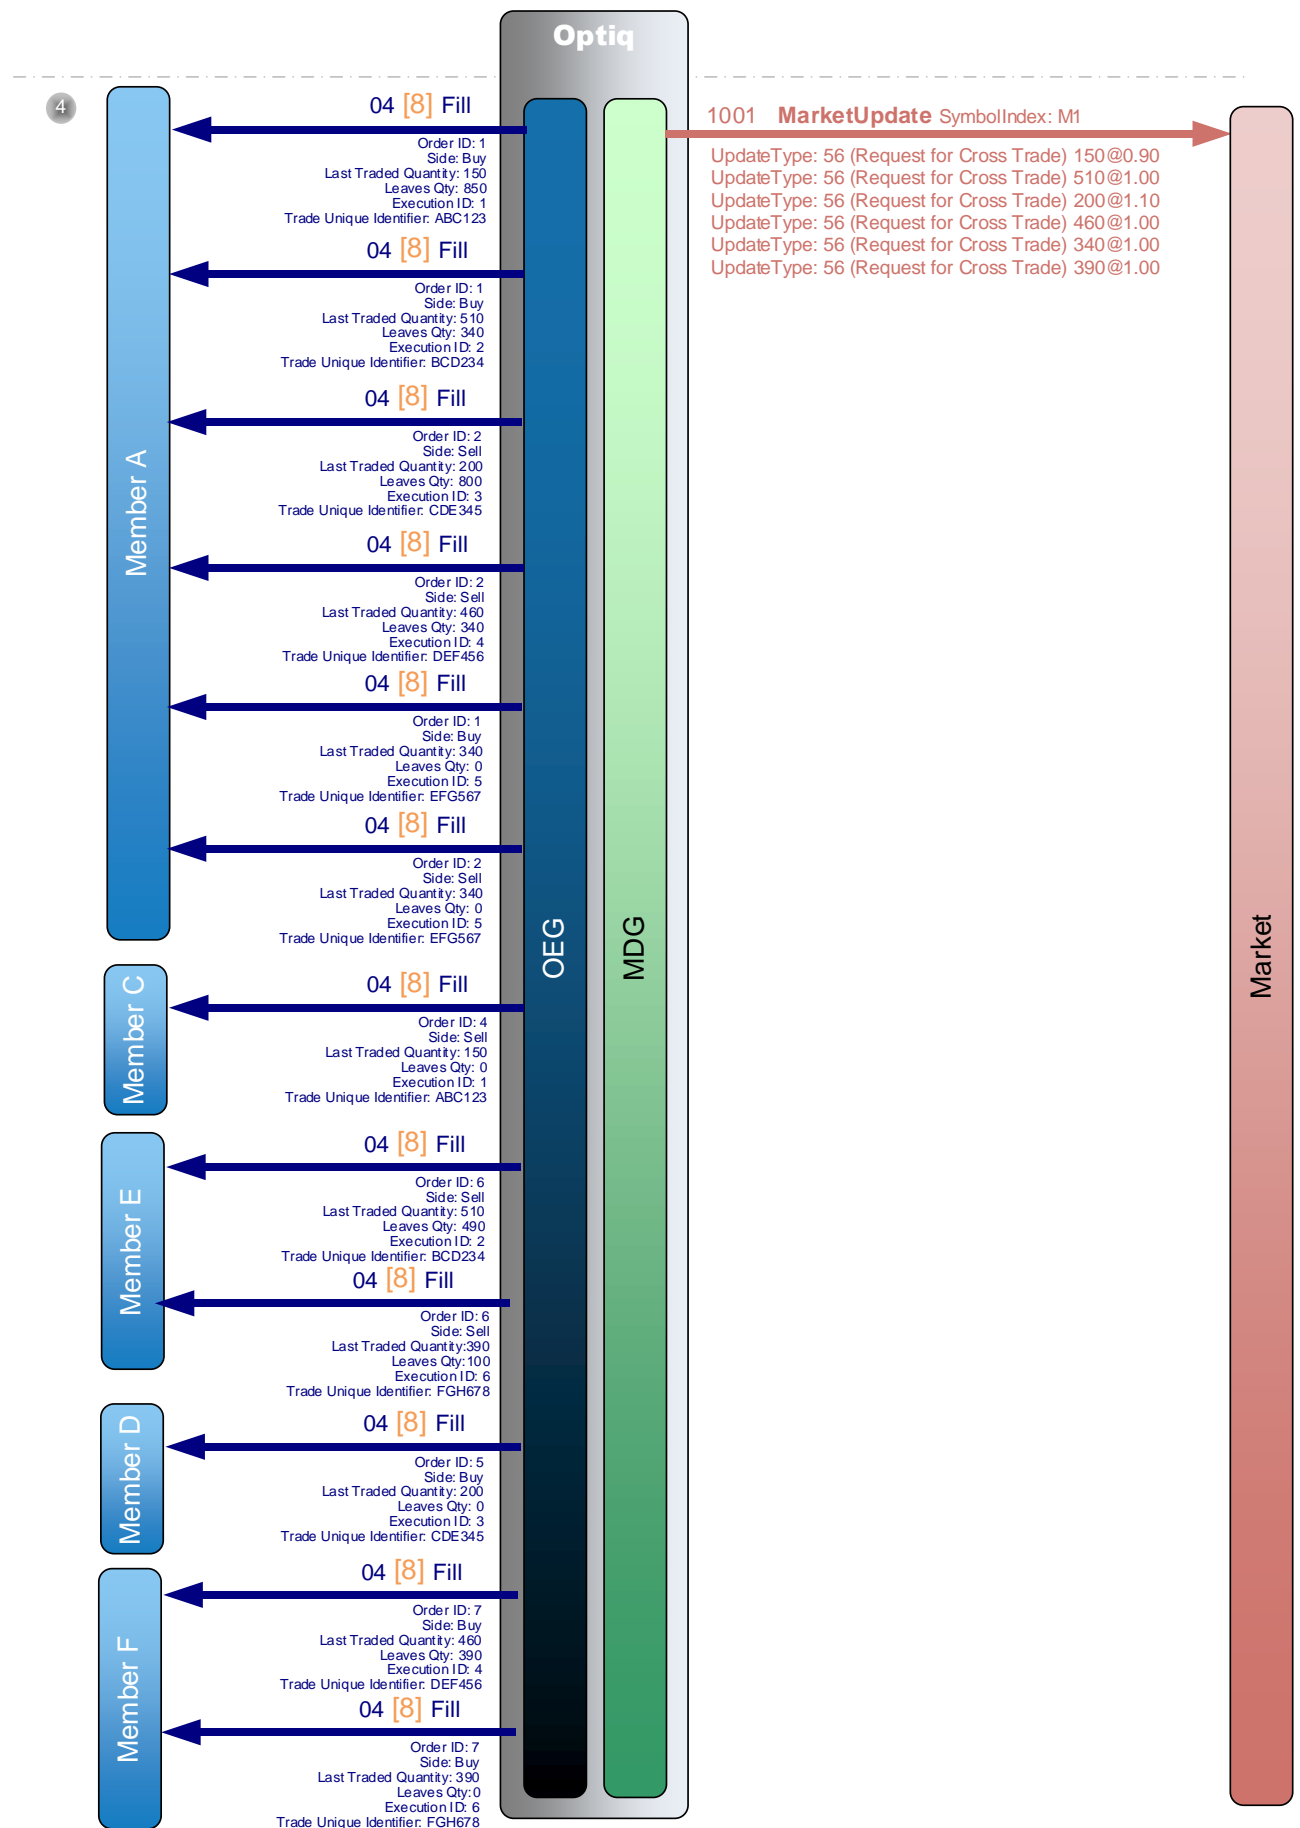 Optiq
4
04 [8] Fill
Order ID: 1
Side: Buy
Last Traded Quantity: 150
Leaves Qty: 850
Execution ID: 1
Trade Unique Identifier: ABC123
04 [8] Fill
Order ID: 1
Side: Buy
Last Traded Quantity: 510
Leaves Qty: 340
Execution ID: 2
Trade Unique Identifier: BCD234
04 [8] Fill
Order ID: 2
Side: Sell
Last Traded Quantity: 200
Leaves Qty: 800
Execution ID: 3
Trade Unique Identifier: CDE345
04 [8] Fill
Order ID: 2
Side: Sell
Last Traded Quantity: 460
Leaves Qty: 340
Execution ID: 4
Trade Unique Identifier: DEF456
04 [8] Fill
Order ID: 1
Side: Buy
Last Traded Quantity: 340
Leaves Qty: 0
Execution ID: 5
Trade Unique Identifier: EFG567
04 [8] Fill
Order ID: 2
Side: Sell
Last Traded Quantity: 340
Leaves Qty: 0
Execution ID: 5
Trade Unique Identifier: EFG567
Member A
04 [8] Fill
Order ID: 4
Side: Sell
Last Traded Quantity: 150
Leaves Qty: 0
Execution ID: 1
Trade Unique Identifier: ABC123
Member C
04 [8] Fill
Order ID: 6
Side: Sell
Last Traded Quantity: 510
Leaves Qty: 490
Execution ID: 2
Trade Unique Identifier: BCD234
04 [8] Fill
Order ID: 6
Side: Sell
Last Traded Quantity:390
Leaves Qty:100
Execution ID: 6
Trade Unique Identifier: FGH678
Member E
04 [8] Fill
Order ID: 5
Side: Buy
Last Traded Quantity: 200
Leaves Qty: 0
Execution ID: 3
Trade Unique Identifier: CDE345
Member D
04 [8] Fill
Order ID: 7
Side: Buy
Last Traded Quantity: 460
Leaves Qty: 390
Execution ID: 4
Trade Unique Identifier: DEF456
04 [8] Fill
Order ID: 7
Side: Buy
Last Traded Quantity: 390
Leaves Qty:0
Execution ID: 6
Trade Unique Identifier: FGH678
Member F
OEG
MDG
1001 MarketUpdate SymbolIndex: M1
UpdateType: 56 (Request for Cross Trade) 150@0.90
UpdateType: 56 (Request for Cross Trade) 510@1.00
UpdateType: 56 (Request for Cross Trade) 200@1.10
UpdateType: 56 (Request for Cross Trade) 460@1.00
UpdateType: 56 (Request for Cross Trade) 340@1.00
UpdateType: 56 (Request for Cross Trade) 390@1.00
Market